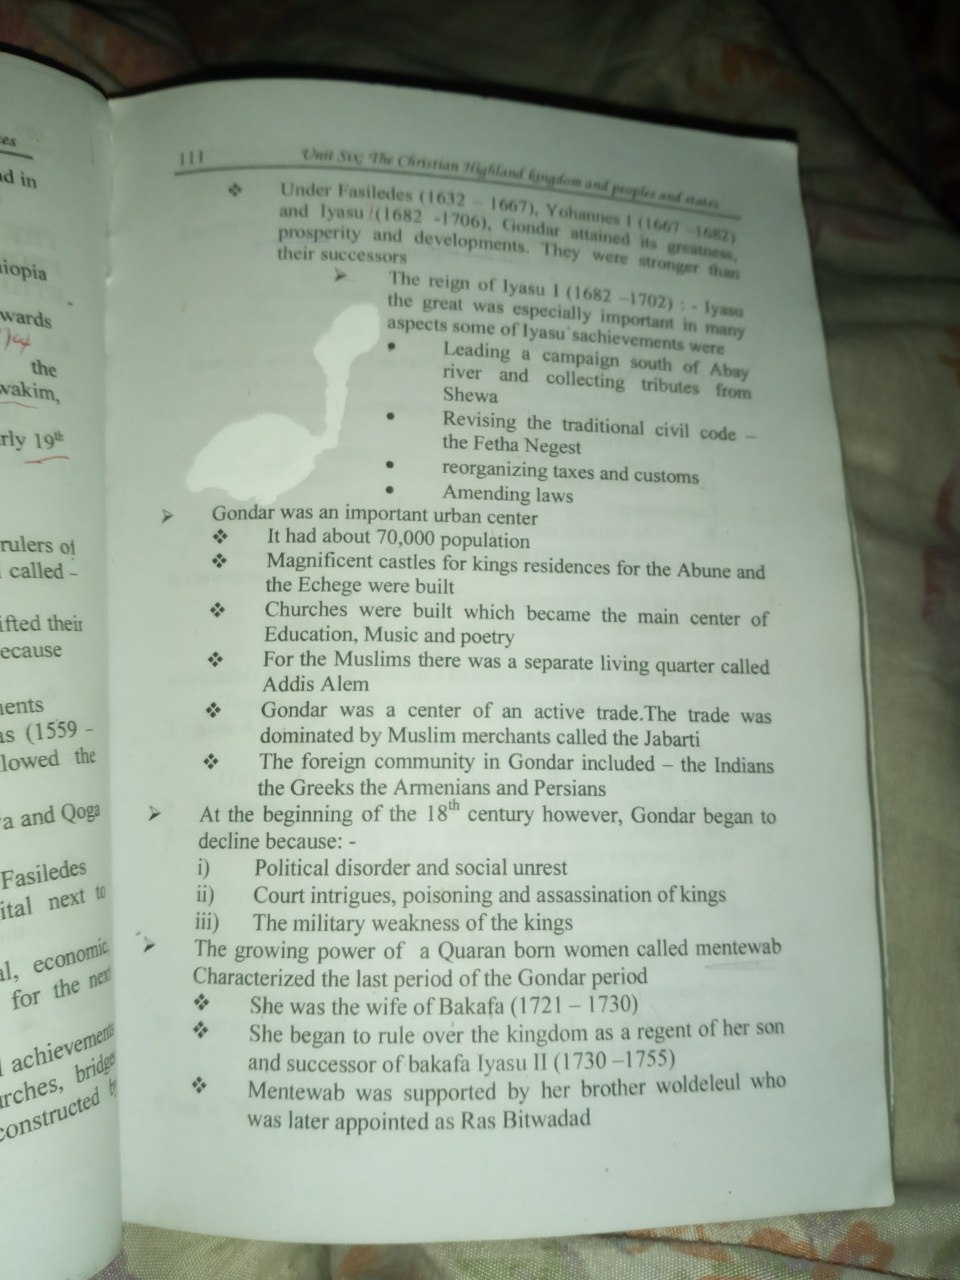 es
d in
iopia
wards
the
wakim,
rly 19th
rulers of
called -
ifted their
ecause
ents
as (1559 -
lowed the
a and Qoga
Fasiledes
ital next to
al, economic,
for the next
achievements
rches, bridges
constructed
111 Unit Six; The Christian Highland kingdom and peoples and states
❖ Under Fasiledes (1632 – 1667), Yohannes I (1667 –1682)
and Iyasu (1682 -1706), Gondar attained its greatness,
prosperity and developments. They were stronger than
their successors
➢ The reign of Iyasu I (1682 –1702) : - Iyasu
the great was especially important in many
aspects some of Iyasu`sachievements were
• Leading a campaign south of Abay
river and collecting tributes from
Shewa
• Revising the traditional civil code –
the Fetha Negest
• reorganizing taxes and customs
• Amending laws
➢ Gondar was an important urban center
❖ It had about 70,000 population
❖ Magnificent castles for kings residences for the Abune and
the Echege were built
❖ Churches were built which became the main center of
Education, Music and poetry
❖ For the Muslims there was a separate living quarter called
Addis Alem
❖ Gondar was a center of an active trade.The trade was
dominated by Muslim merchants called the Jabarti
❖ The foreign community in Gondar included – the Indians
the Greeks the Armenians and Persians
➢ At the beginning of the 18th century however, Gondar began to
decline because: -
i) Political disorder and social unrest
ii) Court intrigues, poisoning and assassination of kings
iii) The military weakness of the kings
➢ The growing power of a Quaran born women called mentewab
Characterized the last period of the Gondar period
❖ She was the wife of Bakafa (1721 – 1730)
❖ She began to rule over the kingdom as a regent of her son
and successor of bakafa Iyasu II (1730 –1755)
❖ Mentewab was supported by her brother woldeleul who
was later appointed as Ras Bitwadad